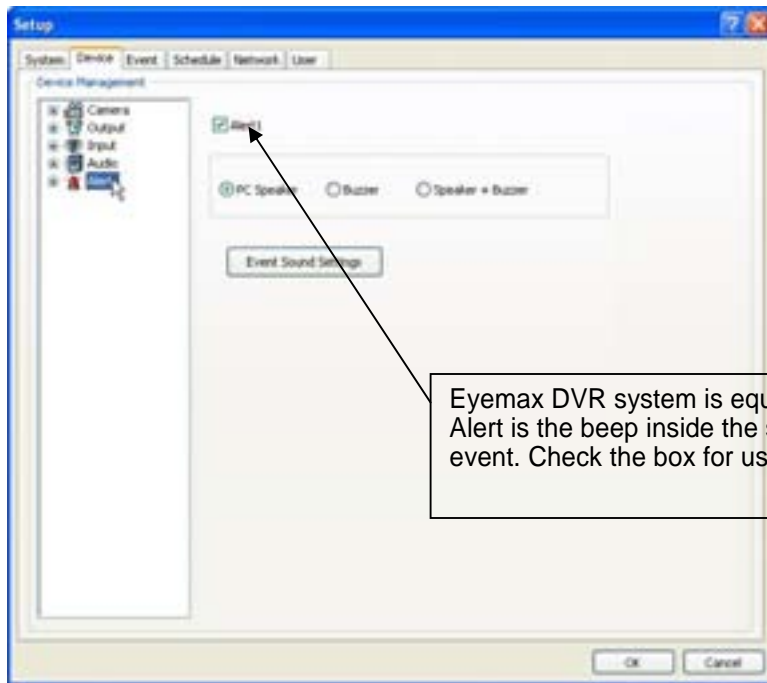 Setup
System Device Event Schedule Network User
Device Management
Camera
Output
Input
Audio
Alert
Alert1
PC Speaker Buzzer Speaker + Buzzer
Event Sound Settings
Eyemax DVR system is equ
Alert is the beep inside the s
event. Check the box for us
OK Cancel